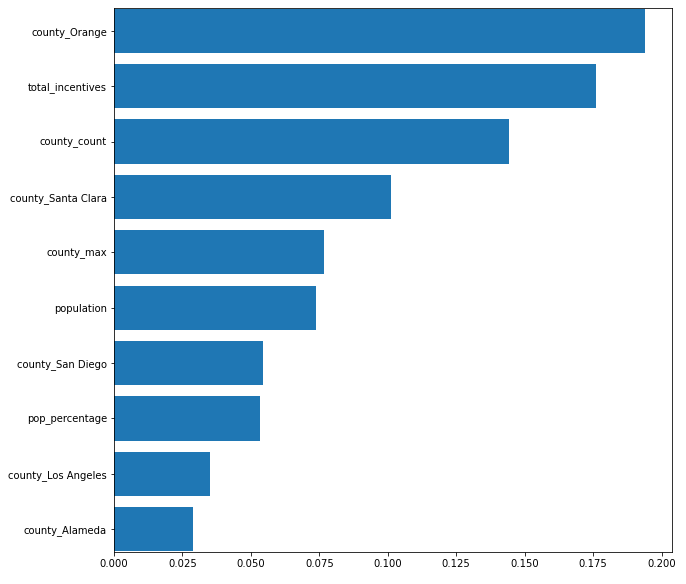 county_Orange
total_incentives
county_count
county_Santa Clara
county_max
population
county_San Diego
pop_percentage
county_Los Angeles
county_Alameda
0.000 0.025 0.050 0.075 0.100 0.125 0.150 0.175 0.200